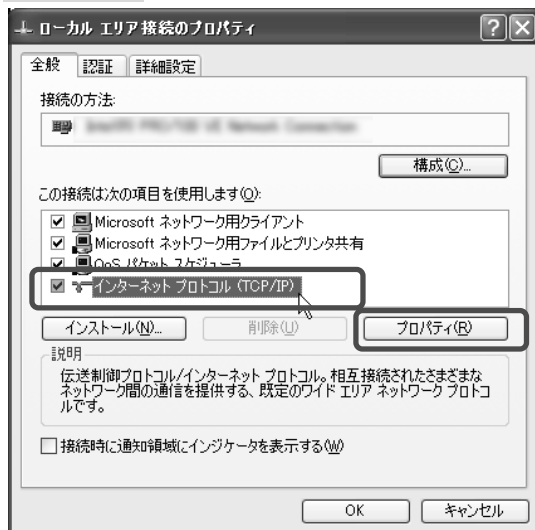 ローカル エリア接続のプロパティ
全般 認証 詳細設定
接続の方法:
構成(C)...
この接続は次の項目を使用します(O):
Microsoft ネットワーク用クライアント
Microsoft ネットワーク用ファイルとプリンタ共有
QoS パケット スケジューラ
インターネット プロトコル (TCP/IP)
インストール(N)... 削除(U) プロパティ(R)
説明
伝送制御プロトコル/インターネット プロトコル。相互接続されたさまざまな
ネットワーク間の通信を提供する、既定のワイド エリア ネットワーク プロトコ
ルです。
接続時に通知領域にインジケータを表示する(W)
OK キャンセル